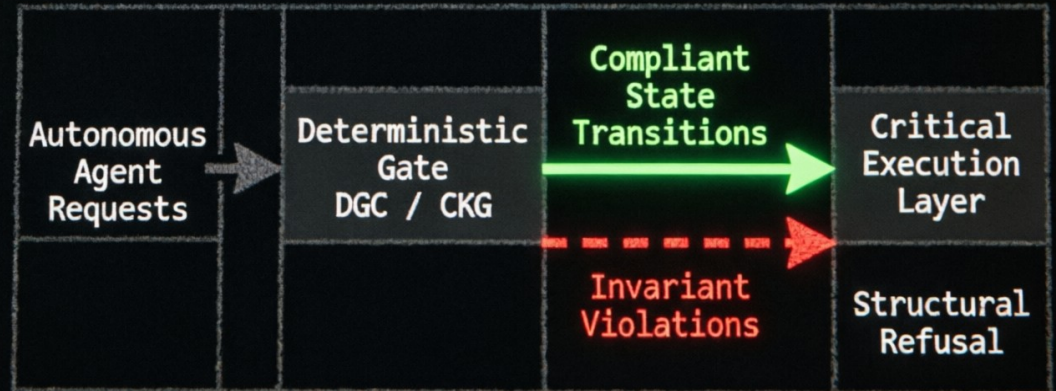 Autonomous
Agent
Requests
Deterministic
Gate
DGC / CKG
Compliant
State
Transitions
Invariant
Violations
Critical
Execution
Layer
Structural
Refusal